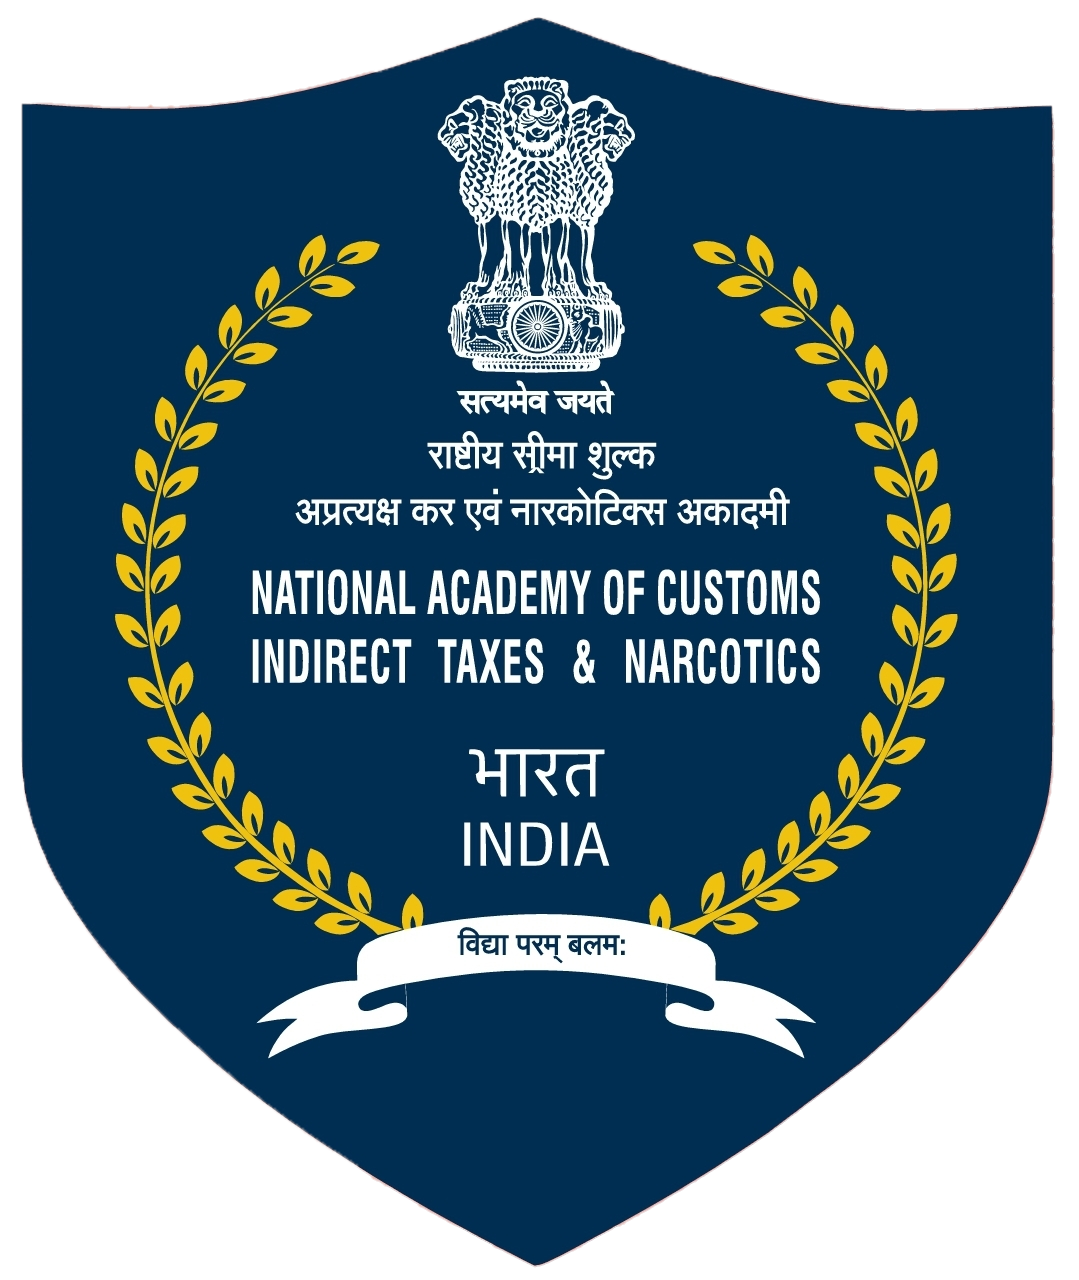 सत्यमेव जयते
राष्ट्रीय स्रीमा शुल्क
अप्रत्यक्ष कर एवं नारकोटिक्स अकादमी
NATIONAL ACADEMY OF CUSTOMS
INDIRECT TAXES & NARCOTICS
भारत
INDIA
विद्या परम् बलम: